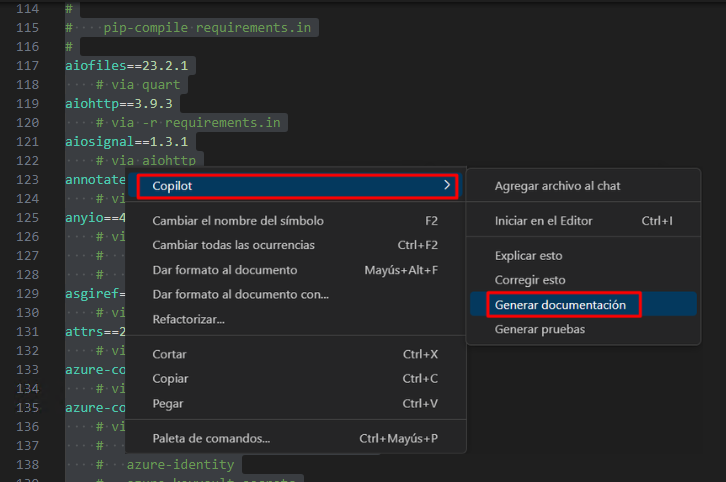 114 #
115 # pip-compile requirements.in
116 #
117 aiofiles==23.2.1
118 # via quart
119 aiohttp==3.9.3
120 # via -r requirements.in
121 aiosignal==1.3.1
122 # via aiohttp
123 annotate
124 # vi
125 anyio==4
126 # vi
127 #
128 #
129 asgiref=
130 # vi
131 attrs==2
132 # vi
133 azure-co
134 # vi
135 azure-co
136 # vi
137 #
138 # azure-identity
139 # azure-keyvault-secrets
Copilot
Cambiar el nombre del símbolo F2
Cambiar todas las ocurrencias Ctrl+F2
Dar formato al documento Mayús+Alt+F
Dar formato al documento con...
Refactorizar...
Cortar Ctrl+X
Copiar Ctrl+C
Pegar Ctrl+V
Paleta de comandos... Ctrl+Mayús+P
Agregar archivo al chat
Iniciar en el Editor Ctrl+I
Explicar esto
Corregir esto
Generar documentación
Generar pruebas